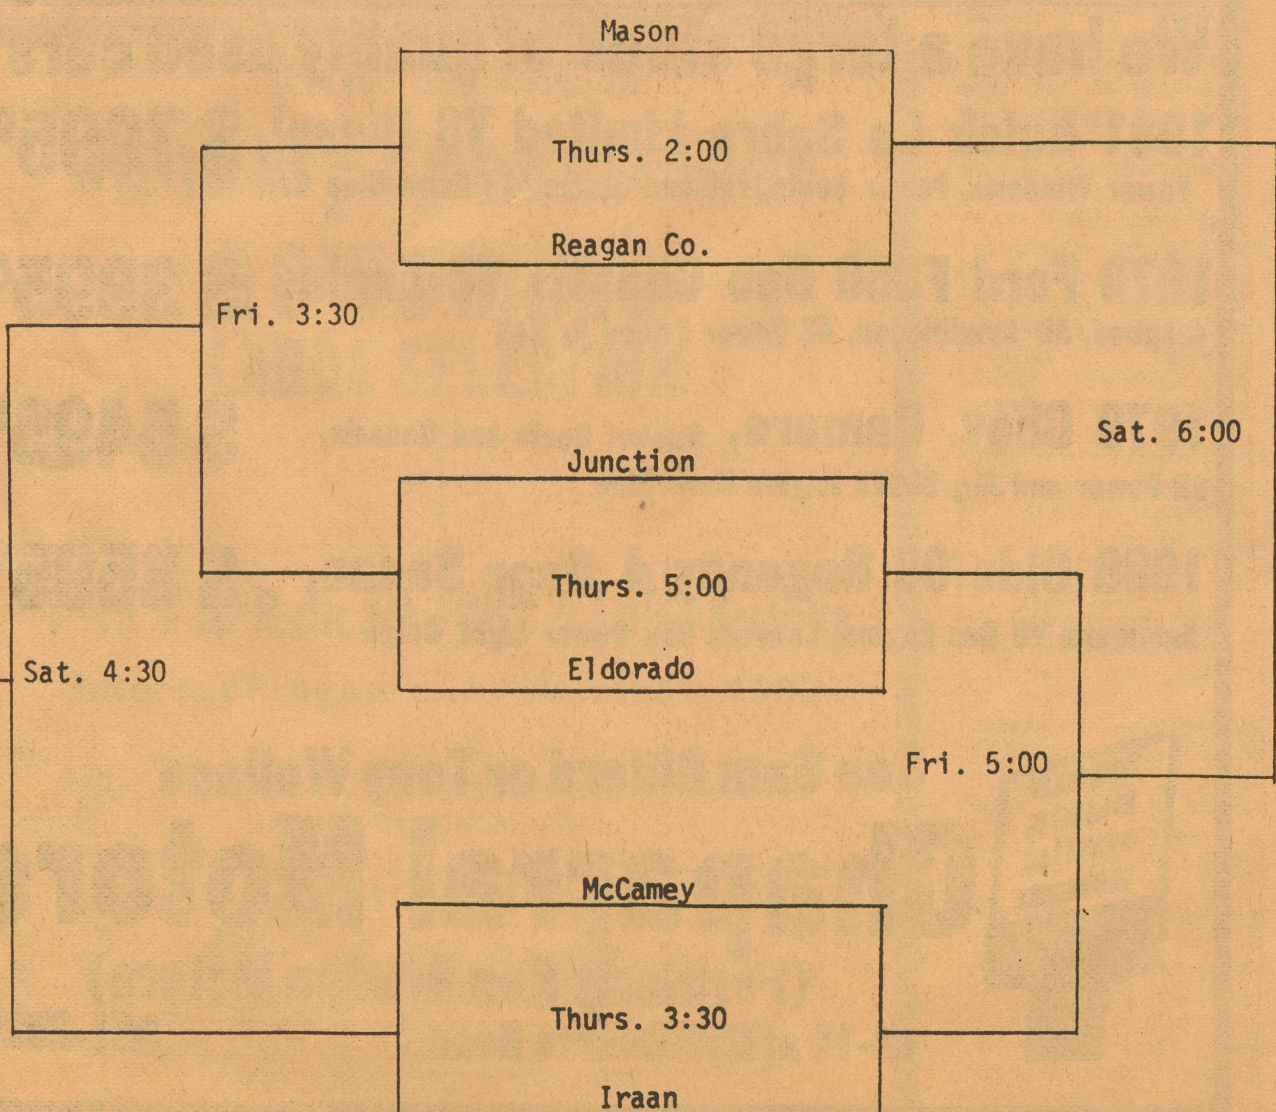 Mason
Thurs. 2:00
Reagan Co.
Fri. 3:30
Sat. 6:00
Junction
Thurs. 5:00
Eldorado
Sat. 4:30
Fri. 5:00
McCamey
Thurs. 3:30
Iraan